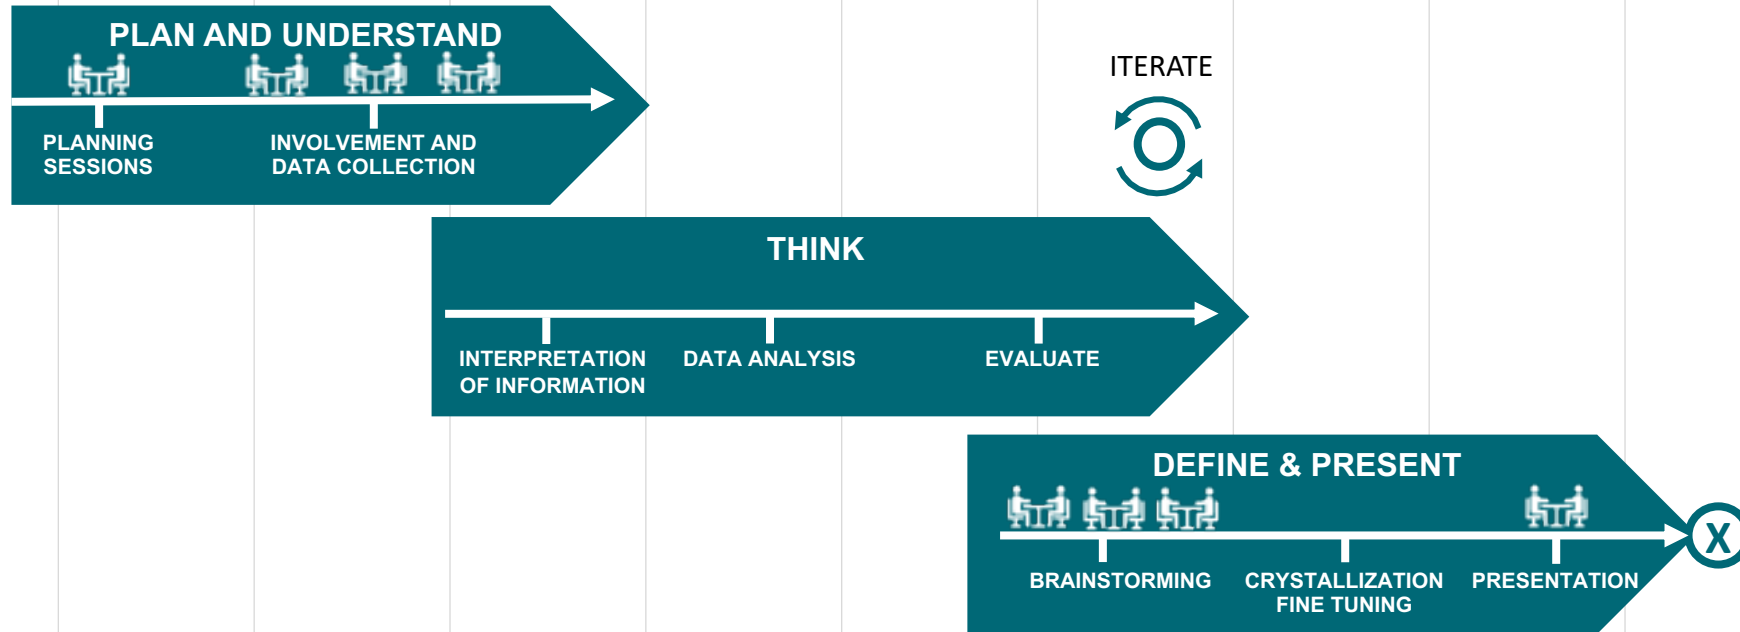 PLAN AND UNDERSTAND
PLANNING
SESSIONS
INVOLVEMENT AND
DATA COLLECTION
ITERATE
THINK
INTERPRETATION
OF INFORMATION
DATA ANALYSIS
EVALUATE
DEFINE & PRESENT
BRAINSTORMING
CRYSTALLIZATION
FINE TUNING
PRESENTATION
X